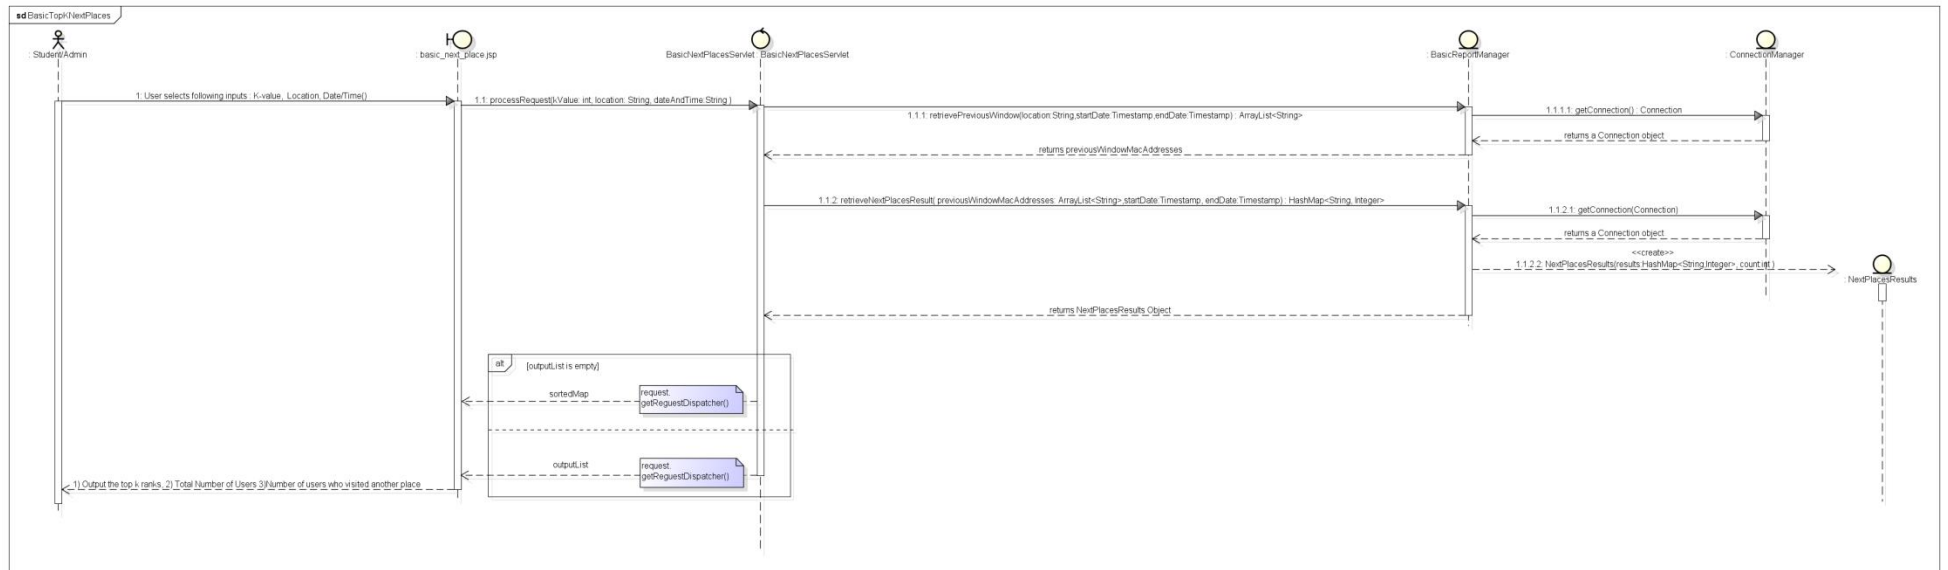 sd BasicTopKNextPlaces
: Student/Admin
: basic_next_place.jsp
BasicNextPlacesServlet : BasicNextPlacesServlet
: BasicReportManager
: ConnectionManager
1: User selects following inputs : K-value, Location, Date/Time()
1.1: processRequest(kValue: int, location: String, dateAndTime:String )
1.1.1: retrievePreviousWindow(location:String,startDate:Timestamp,endDate:Timestamp) : ArrayList<String>
1.1.1.1: getConnection() : Connection
returns a Connection object
returns previousWindowMacAddresses
1.1.2: retrieveNextPlacesResult( previousWindowMacAddresses: ArrayList<String>,startDate:Timestamp, endDate:Timestamp) : HashMap<String, Integer>
1.1.2.1: getConnection(Connection)
returns a Connection object
<<create>>
1.1.2.2: NextPlacesResults(results:HashMap<String,Integer>, count:int )
: NextPlacesResults
returns NextPlacesResults Object
alt
[outputList is empty]
sortedMap
request.
getReguestDispatcher()
outputList
request.
getReguestDispatcher()
1) Output the top k ranks, 2) Total Number of Users 3)Number of users who visited another place